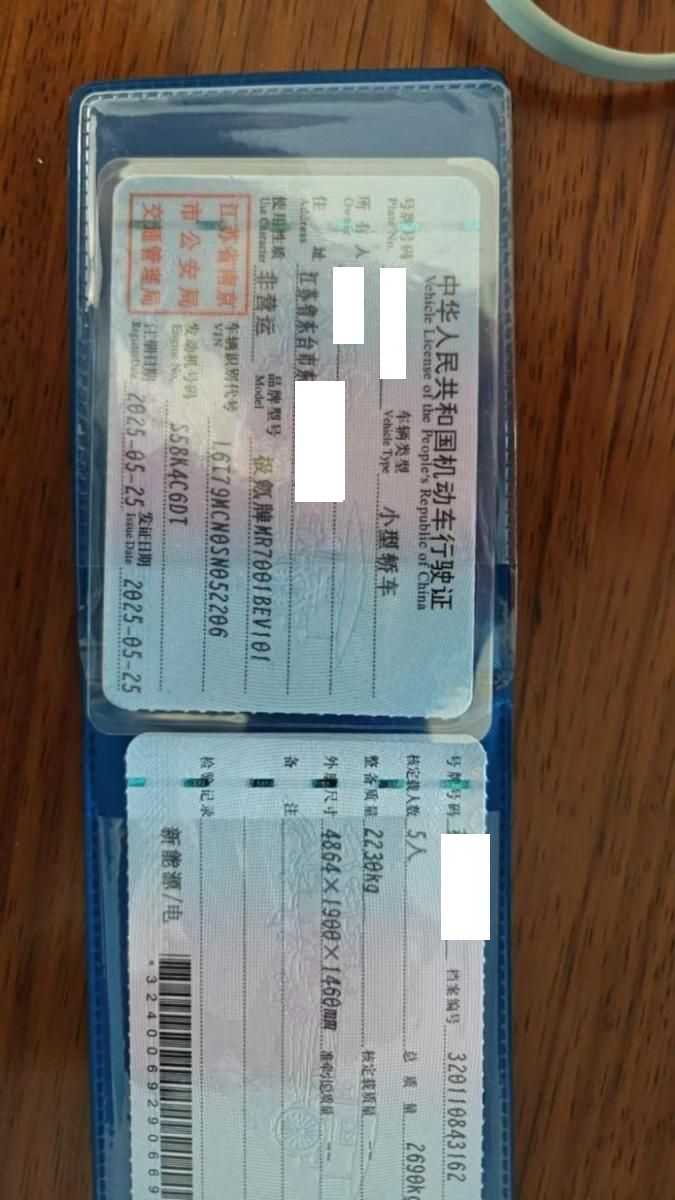 中华人民共和国机动车行驶证
Vehicle License of the People's Republic of China
号牌号码 车辆类型 小型轿车
Plate No. Vehicle Type
所有人
Owner
住址 江苏省东台市东
Address
使用性质 非营运 品牌型号 极氪牌MR7001BEV101
Use Character Model
江苏省南京
市公安局
交通管理局
车辆识别代号 L6T79MCN0SN052206
VIN
发动机号码 S58K4C6DT
Engine No.
注册日期 2025-05-25 发证日期 2025-05-25
Register Date Issue Date
号牌号码 档案编号 320110843162
核定载人数 5人 总质量 2690kg
整备质量 2230kg 核定载质量 --
外廓尺寸 4864×1900×1460mm 准牵引总质量 --
备注
检验记录
新能源/电
*3240069290669